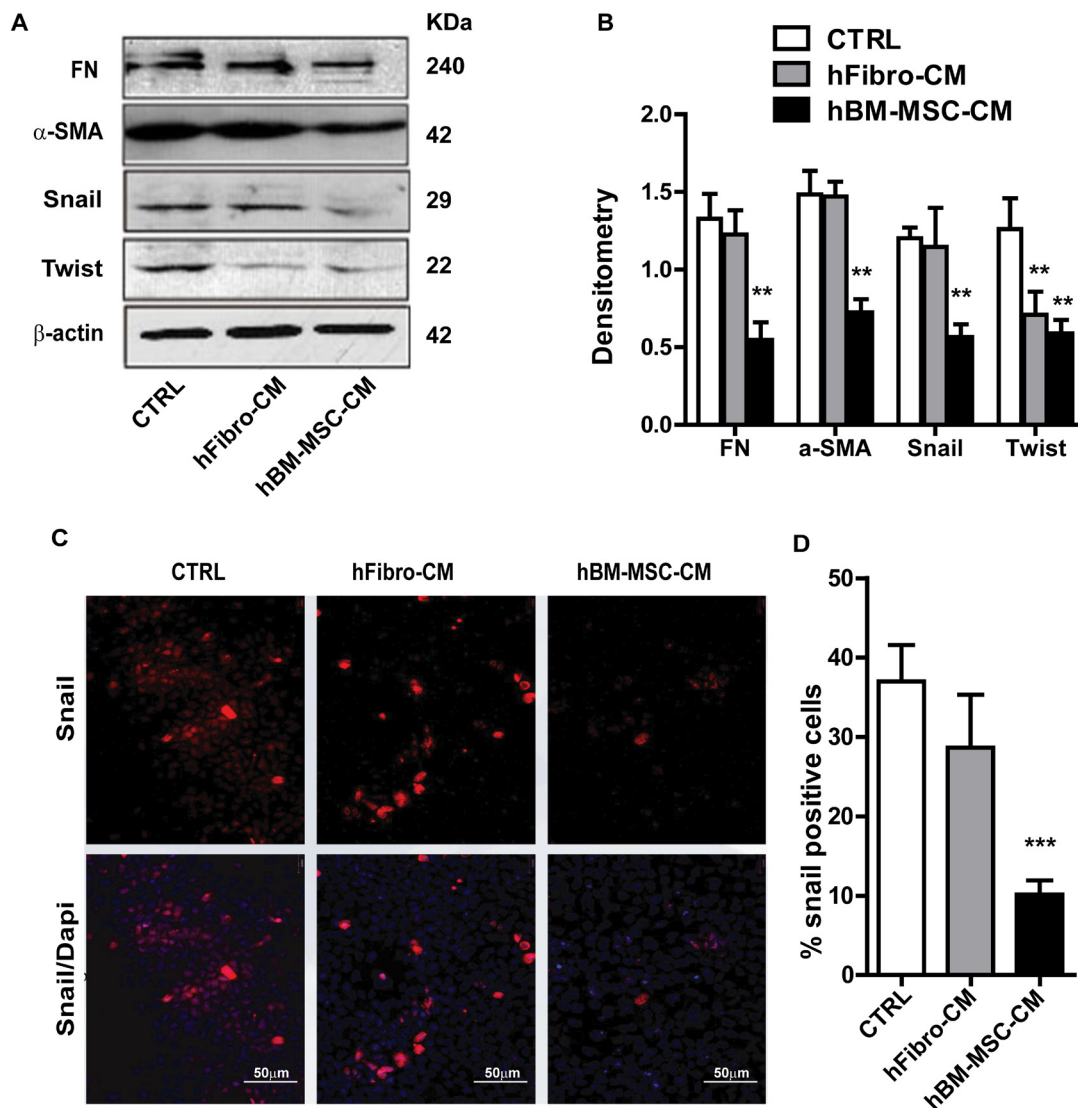 A
KDa
FN
240
α-SMA
42
Snail
29
Twist
22
β-actin
42
CTRL
hFibro-CM
hBM-MSC-CM
B
CTRL
hFibro-CM
hBM-MSC-CM
Densitometry
2.0
1.5
1.0
0.5
0.0
**
**
**
**
**
FN
a-SMA
Snail
Twist
C
CTRL
hFibro-CM
hBM-MSC-CM
Snail
Snail/Dapi
50μm
50μm
50μm
D
% snail positive cells
50
40
30
20
10
0
***
CTRL
hFibro-CM
hBM-MSC-CM